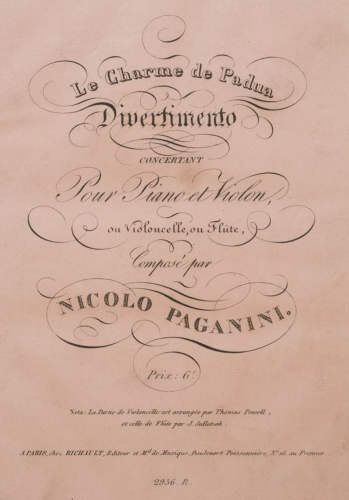 Le Charme de Padua
Divertimento
CONCERTANT
Pour Piano et Violon,
ou Violoncelle, ou Flûte,
Composé par
NICOLO PAGANINI.
Prix: 6f.
Nota: La Partie de Violoncelle est arrangée par Thomas Powell,
et celle de Flûte par J. Sedlatzek.
A PARIS, chez RICHAULT, Editeur et Md. de Musique, Boulevart Poissonnière, No. 16. au Premier.
2956. R.